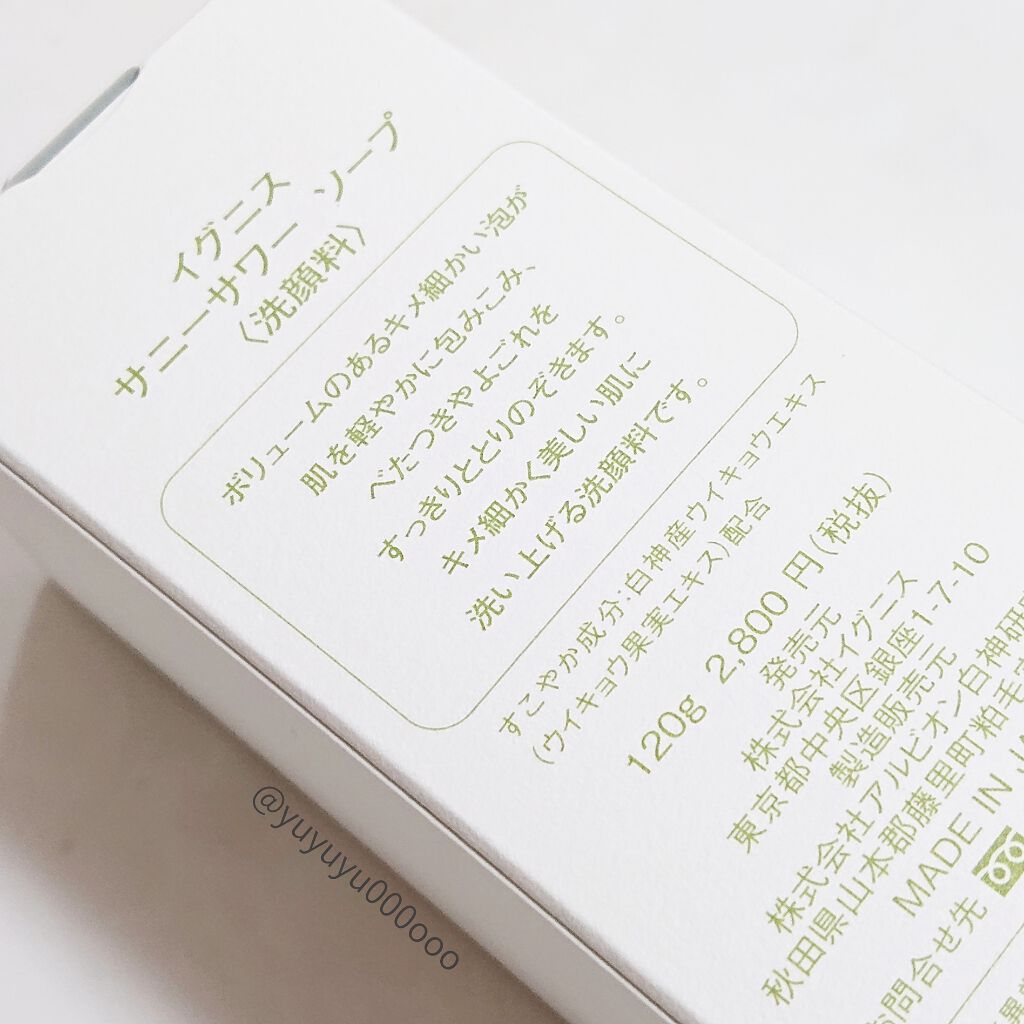 イグニス
サニーサワー ソープ
〈洗顔料〉
ボリュームのあるキメ細かい泡が
肌を軽やかに包みこみ、
べたつきやよごれを
すっきりととりのぞきます。
キメ細かく美しい肌に
洗い上げる洗顔料です。
すこやか成分:白神産ウイキョウエキス
(ウイキョウ果実エキス)配合
120g 2,800 円(税抜)
発売元
株式会社イグニス
東京都中央区銀座1-7-10
製造販売元
株式会社アルビオン白神研
秋田県山本郡藤里町粕毛
MADE IN J
お問合せ先
@yuyuyu000ooo